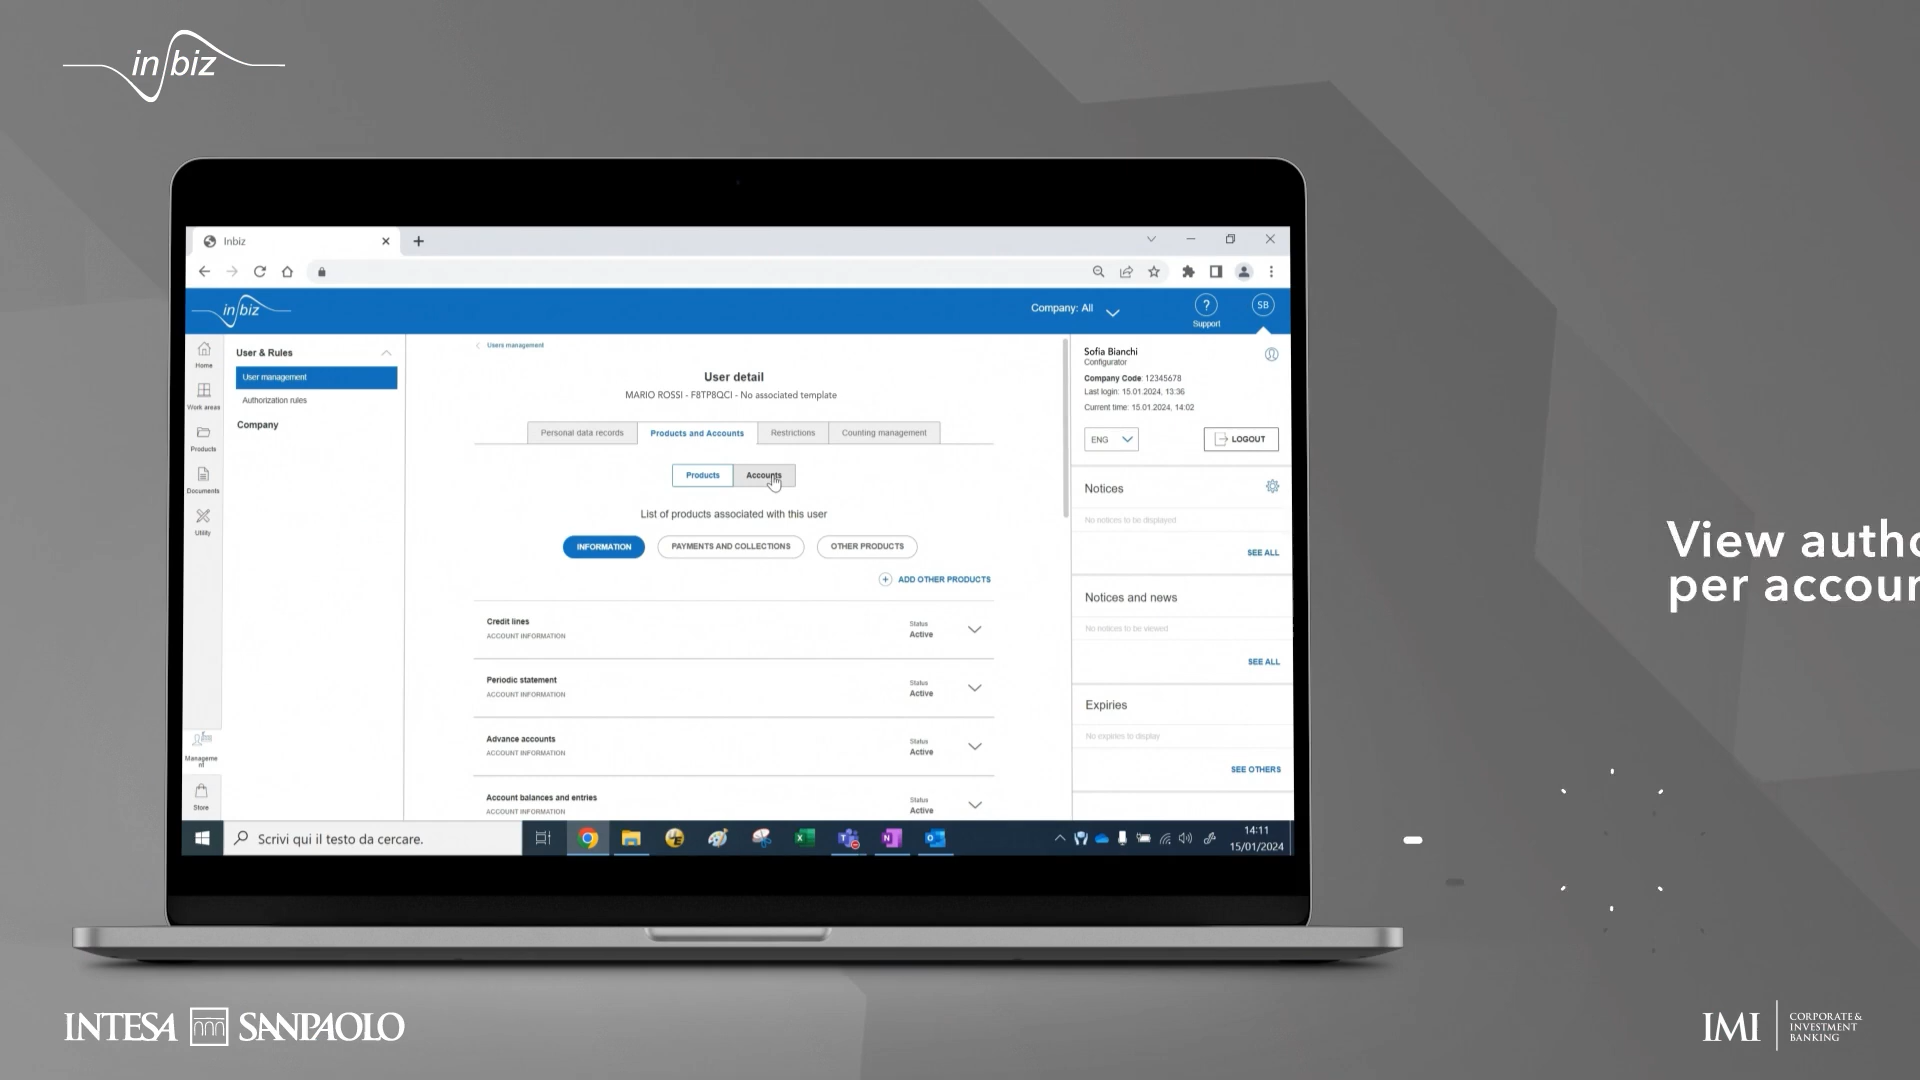 in biz
Inbiz
in biz
Company: All
?
Support
SB
Home
Work areas
Products
Documents
Utility
Manageme
nt
Store
User & Rules
User management
Authorization rules
Company
Users management
User detail
MARIO ROSSI - F8TP8QCI - No associated template
Personal data records
Products and Accounts
Restrictions
Counting management
Products
Accounts
List of products associated with this user
INFORMATION
PAYMENTS AND COLLECTIONS
OTHER PRODUCTS
ADD OTHER PRODUCTS
Credit lines
ACCOUNT INFORMATION
Status
Active
Periodic statement
ACCOUNT INFORMATION
Status
Active
Advance accounts
ACCOUNT INFORMATION
Status
Active
Account balances and entries
ACCOUNT INFORMATION
Status
Active
Sofia Bianchi
Configurator
Company Code: 12345678
Last login: 15.01.2024, 13:36
Current time: 15.01.2024, 14:02
ENG
LOGOUT
Notices
No notices to be displayed
SEE ALL
Notices and news
No notices to be viewed
SEE ALL
Expiries
No expiries to display
SEE OTHERS
Scrivi qui il testo da cercare.
14:11
15/01/2024
View autho
per accour
INTESA SANPAOLO
IMI CORPORATE &
INVESTMENT
BANKING